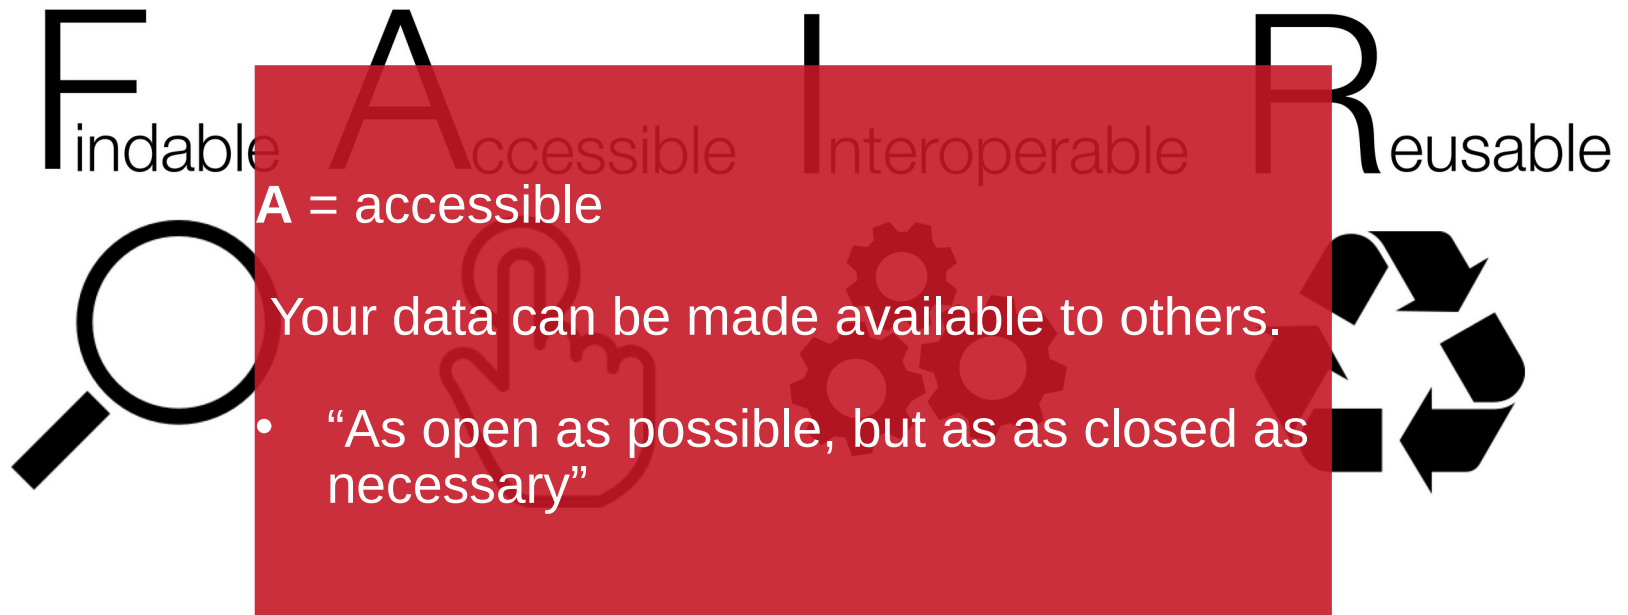 Findable Accessible Interoperable Reusable
A = accessible
Your data can be made available to others.
• “As open as possible, but as as closed as
necessary”